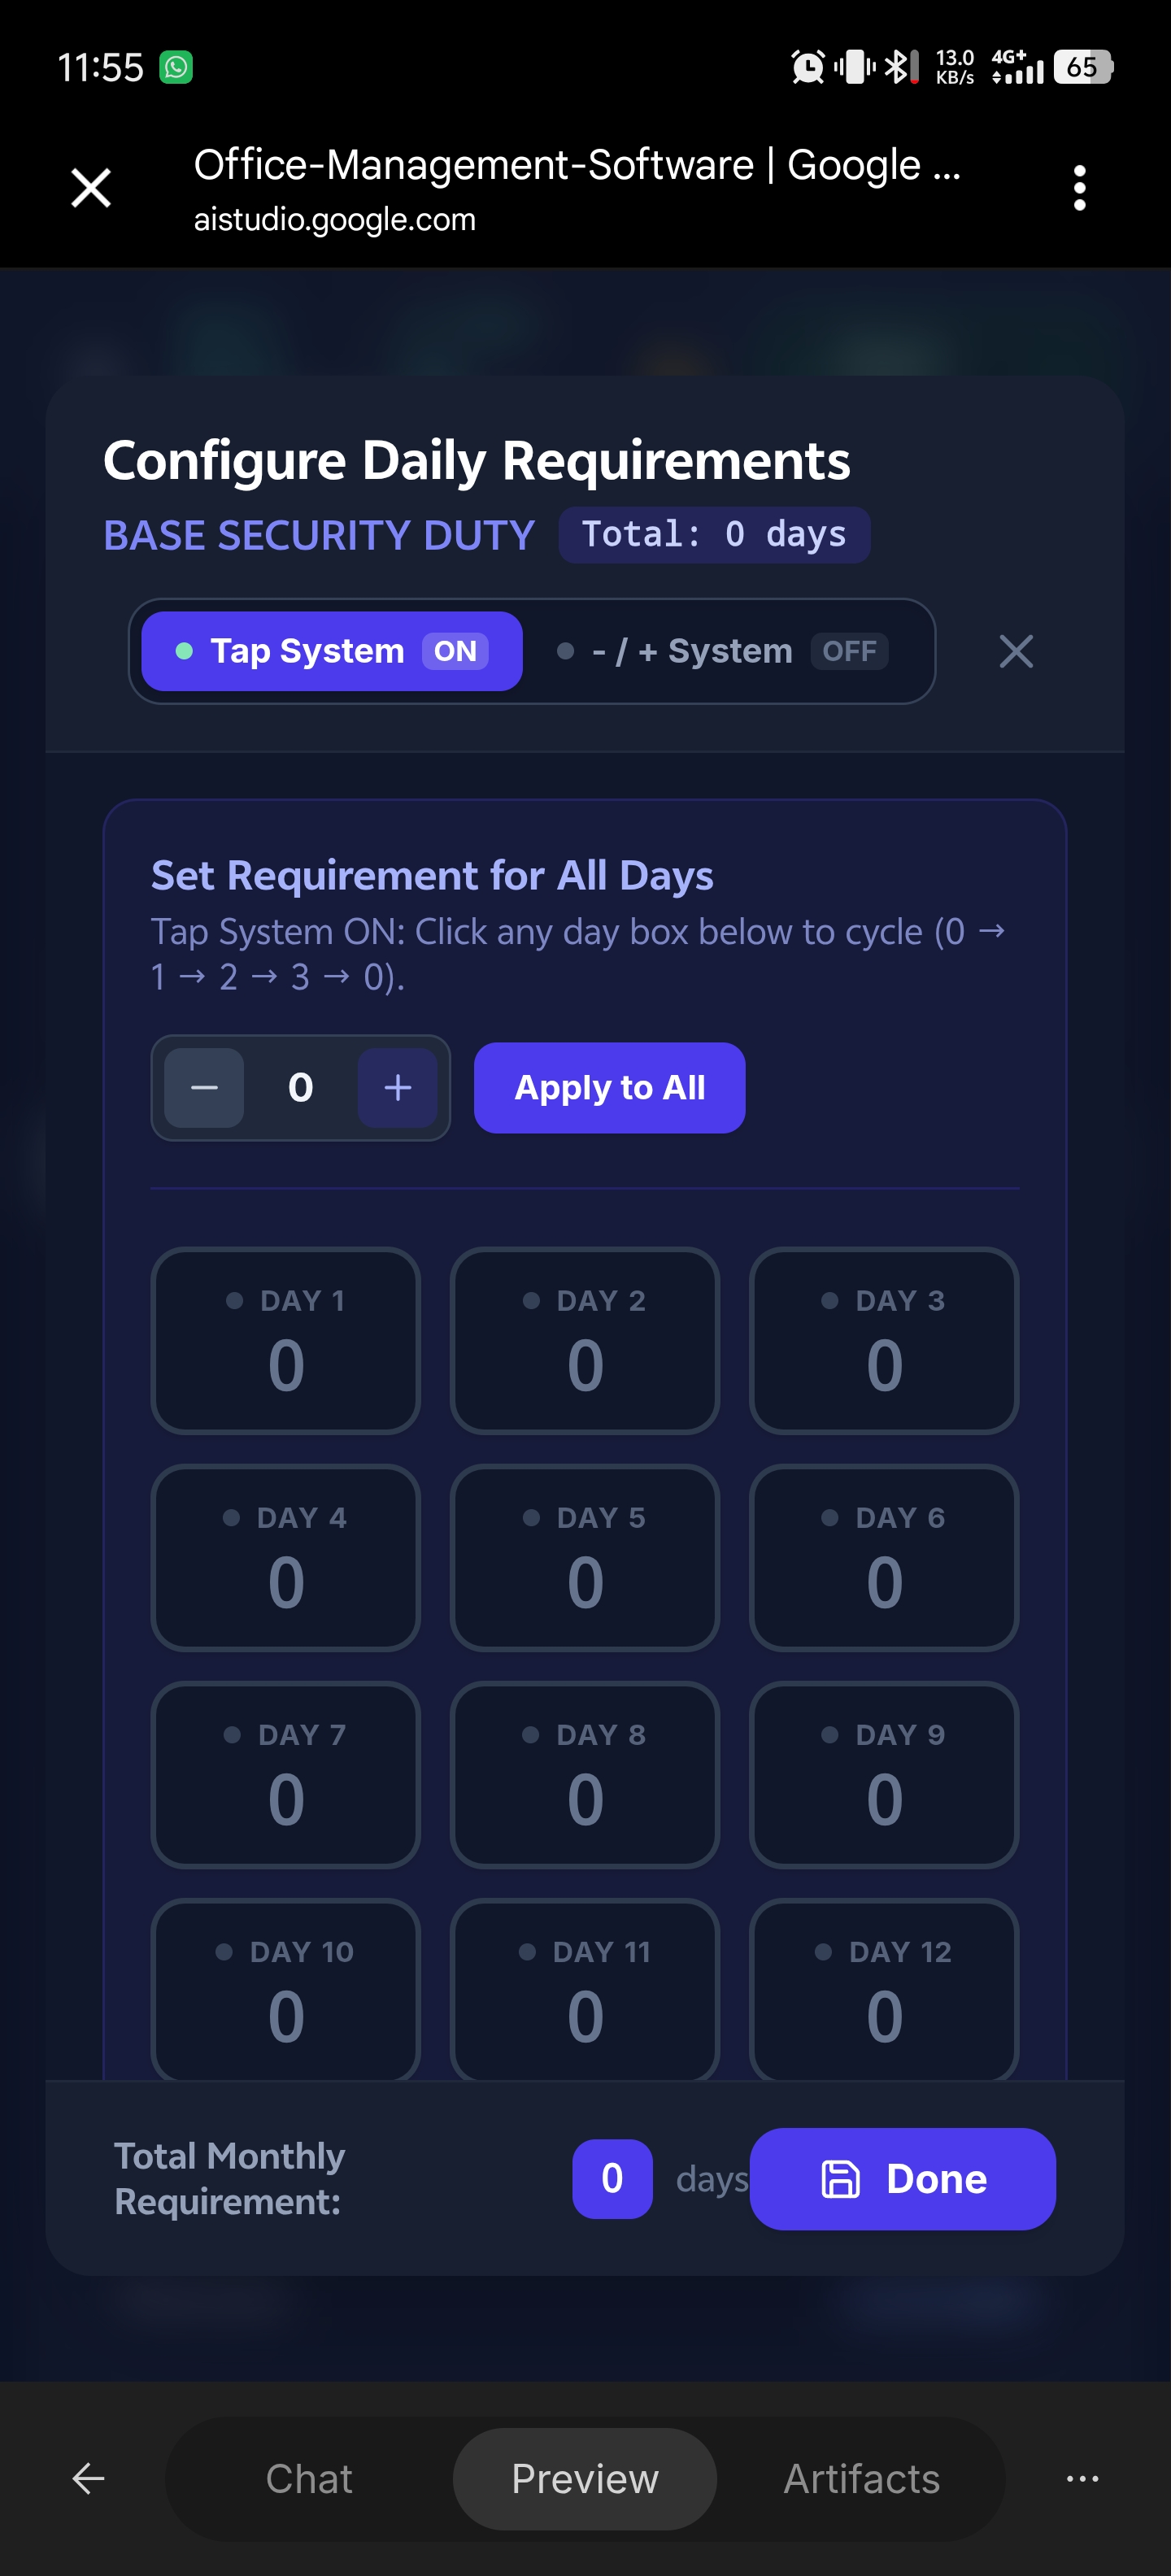 11:55
13.0
KB/s
4G+
65
Office-Management-Software | Google ...
aistudio.google.com
Configure Daily Requirements
BASE SECURITY DUTY Total: 0 days
Tap System ON - / + System OFF
Set Requirement for All Days
Tap System ON: Click any day box below to cycle (0 →
1 → 2 → 3 → 0).
− 0 + Apply to All
DAY 1 DAY 2 DAY 3
0 0 0
DAY 4 DAY 5 DAY 6
0 0 0
DAY 7 DAY 8 DAY 9
0 0 0
DAY 10 DAY 11 DAY 12
0 0 0
Total Monthly
Requirement:
0 days Done
Chat Preview Artifacts